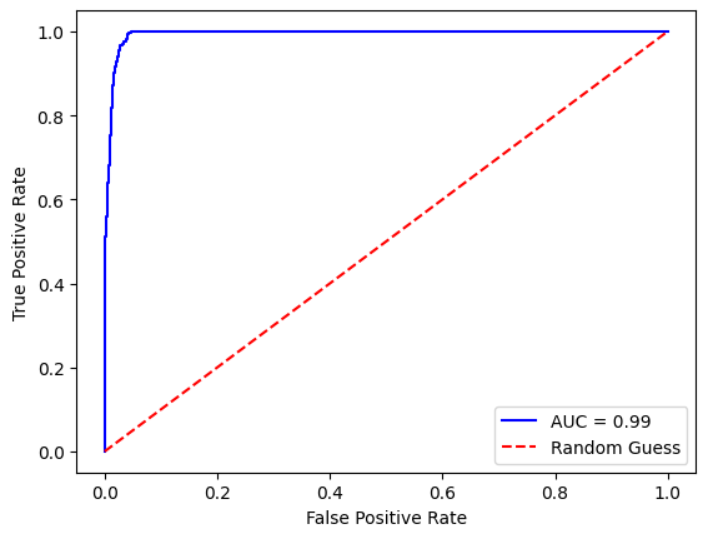 1.0
0.8
0.6
0.4
0.2
0.0
True Positive Rate
AUC = 0.99
Random Guess
0.0 0.2 0.4 0.6 0.8 1.0
False Positive Rate